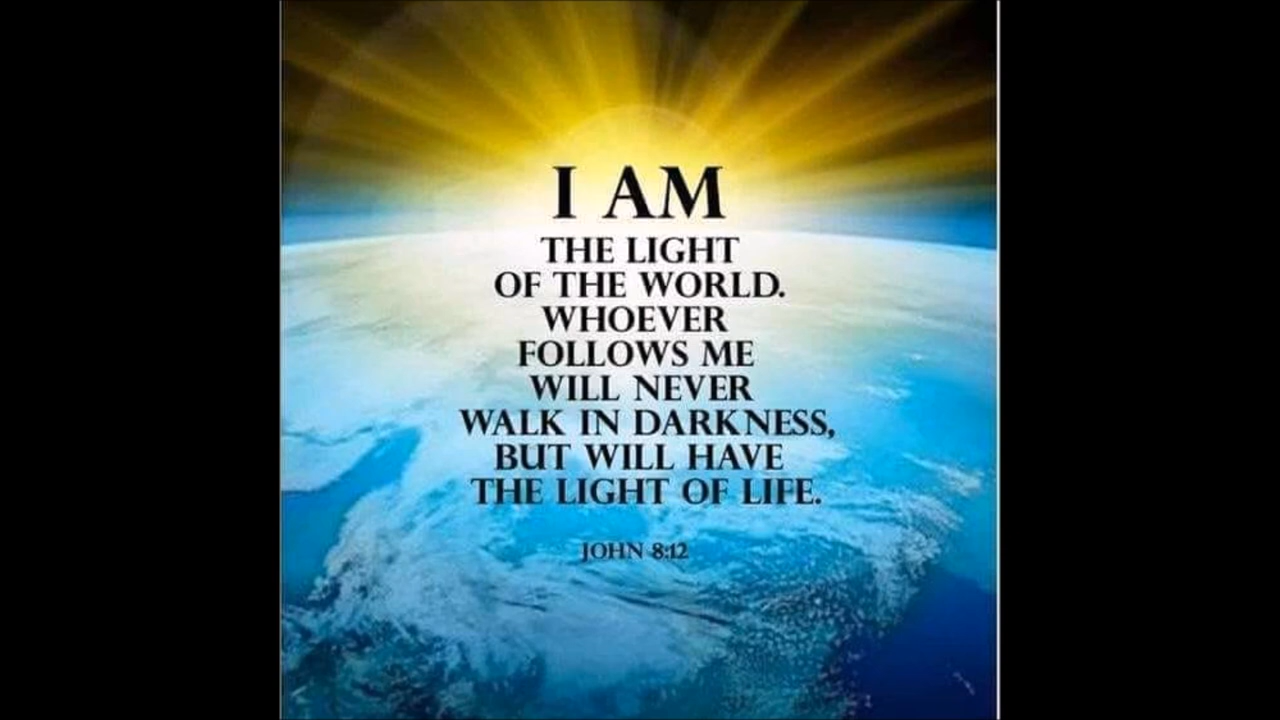 I AM
THE LIGHT
OF THE WORLD.
WHOEVER
FOLLOWS ME
WILL NEVER
WALK IN DARKNESS,
BUT WILL HAVE
THE LIGHT OF LIFE.
JOHN 8:12